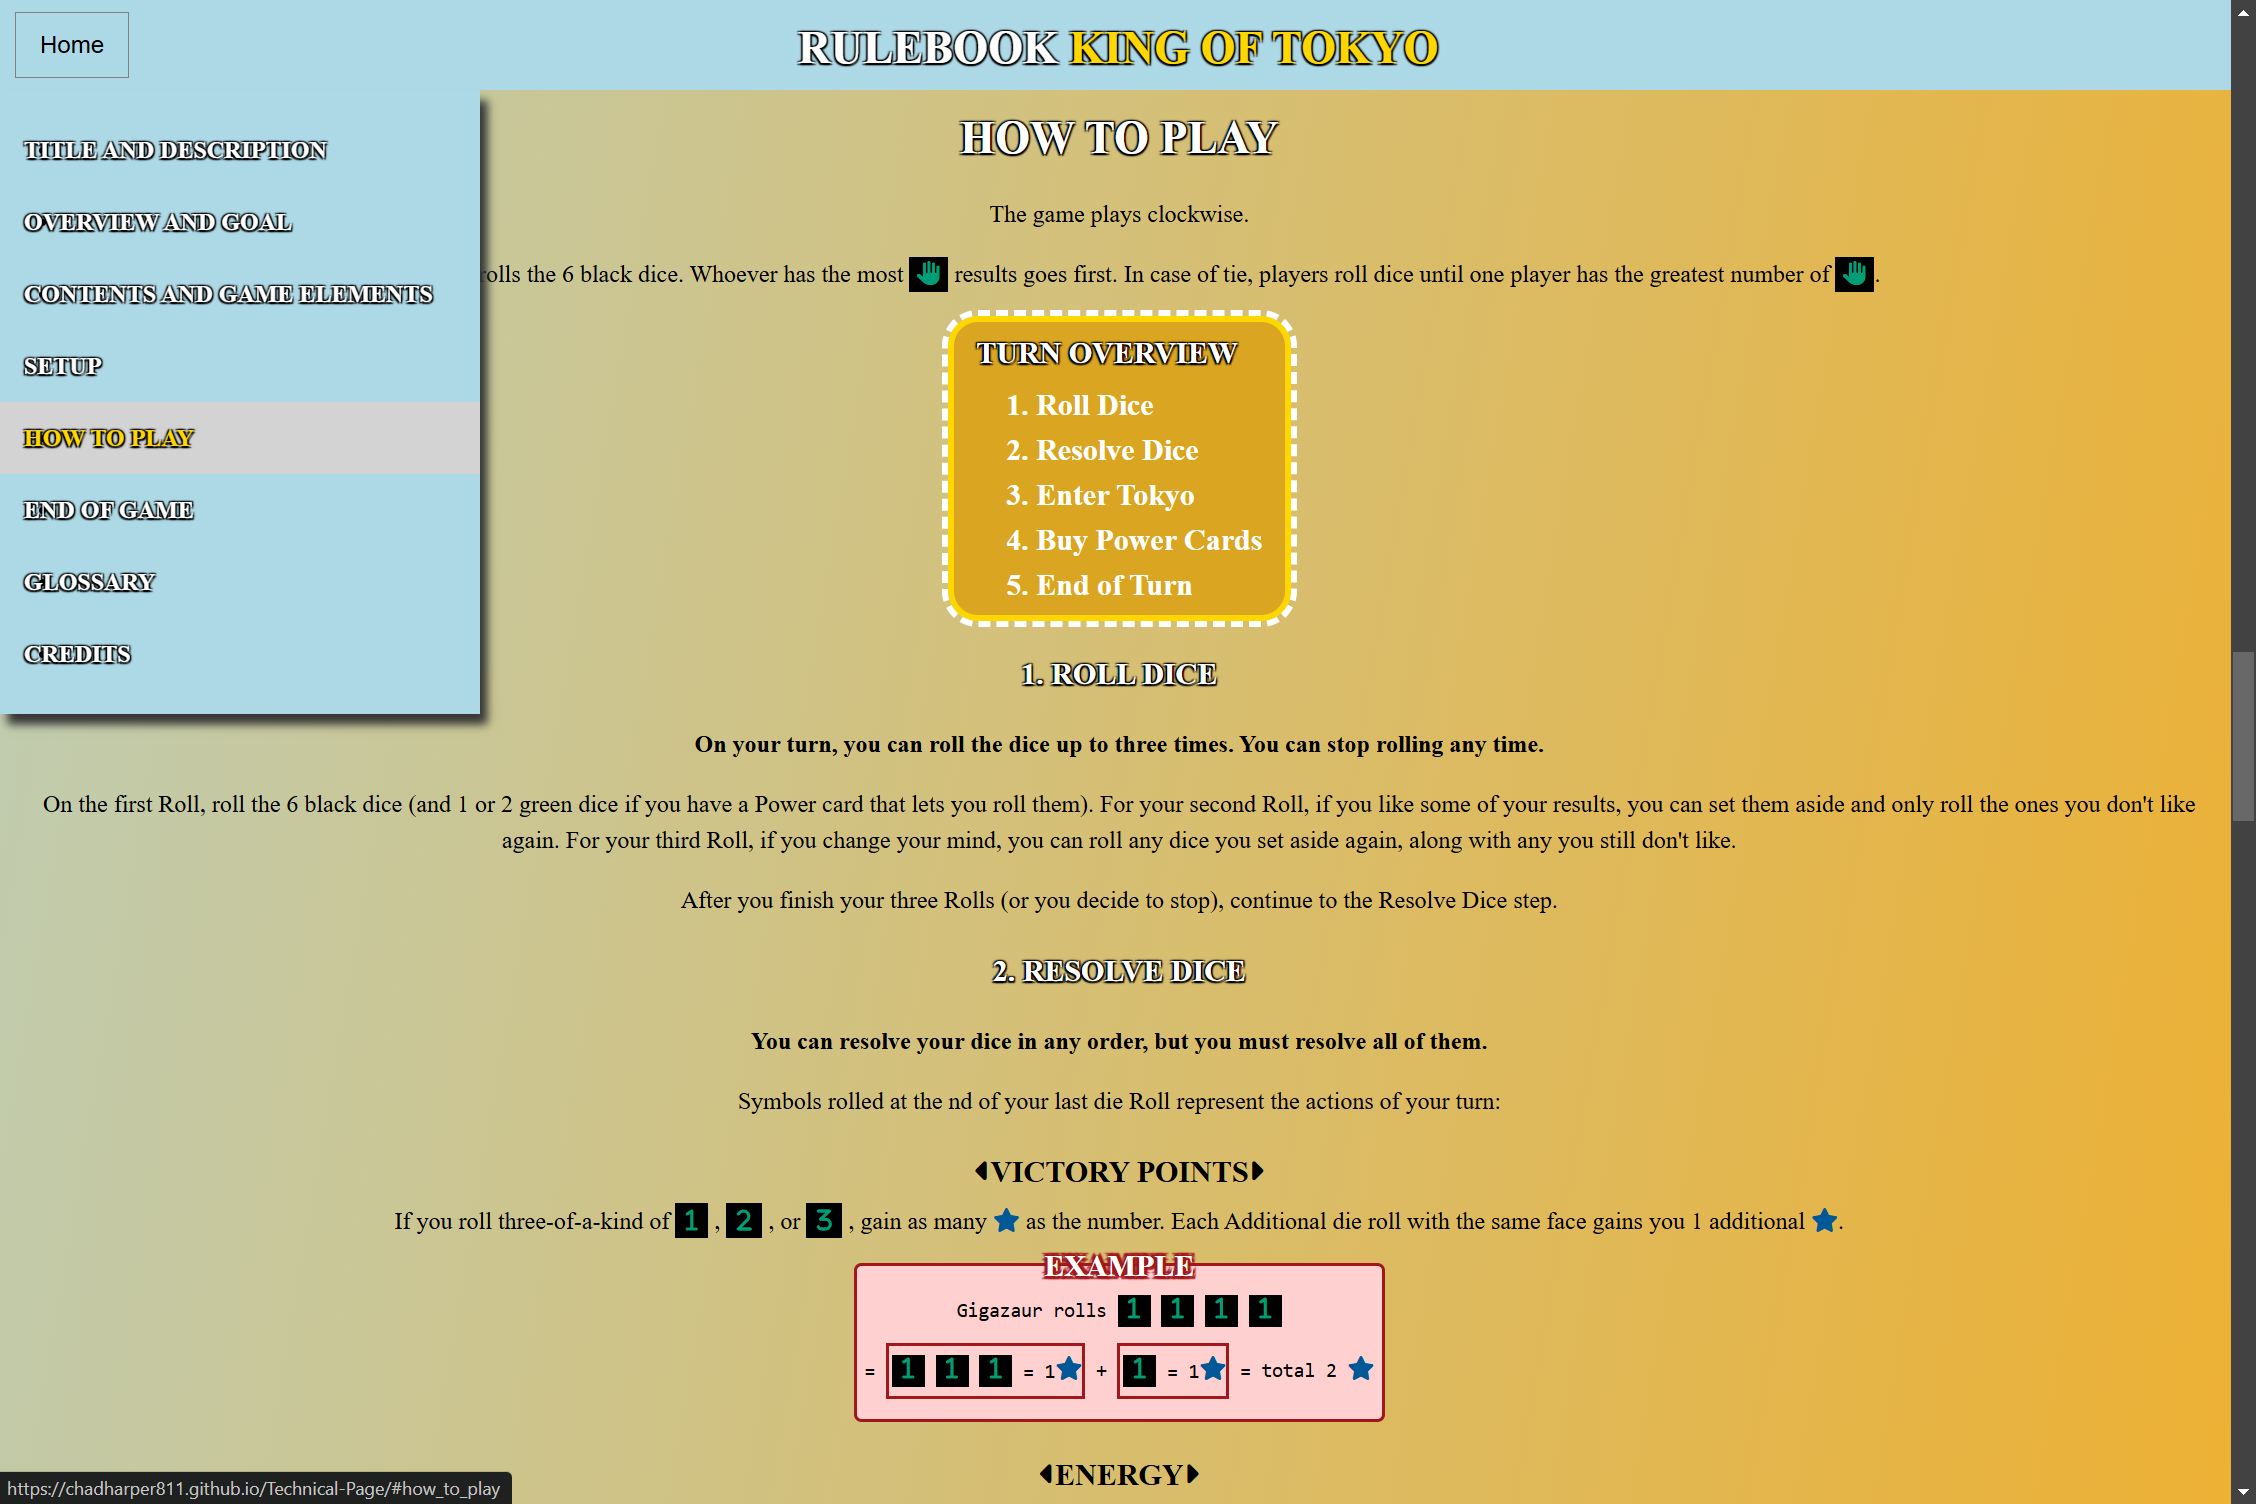 Home
RULEBOOK KING OF TOKYO
TITLE AND DESCRIPTION
OVERVIEW AND GOAL
CONTENTS AND GAME ELEMENTS
SETUP
HOW TO PLAY
END OF GAME
GLOSSARY
CREDITS
HOW TO PLAY
The game plays clockwise.
rolls the 6 black dice. Whoever has the most results goes first. In case of tie, players roll dice until one player has the greatest number of .
TURN OVERVIEW
1. Roll Dice
2. Resolve Dice
3. Enter Tokyo
4. Buy Power Cards
5. End of Turn
1. ROLL DICE
On your turn, you can roll the dice up to three times. You can stop rolling any time.
On the first Roll, roll the 6 black dice (and 1 or 2 green dice if you have a Power card that lets you roll them). For your second Roll, if you like some of your results, you can set them aside and only roll the ones you don't like
again. For your third Roll, if you change your mind, you can roll any dice you set aside again, along with any you still don't like.
After you finish your three Rolls (or you decide to stop), continue to the Resolve Dice step.
2. RESOLVE DICE
You can resolve your dice in any order, but you must resolve all of them.
Symbols rolled at the nd of your last die Roll represent the actions of your turn:
VICTORY POINTS
If you roll three-of-a-kind of 1 , 2 , or 3 , gain as many as the number. Each Additional die roll with the same face gains you 1 additional .
EXAMPLE
Gigazaur rolls 1 1 1 1
= 1 1 1 = 1 + 1 = 1 = total 2
ENERGY
https://chadharper811.github.io/Technical-Page/#how_to_play